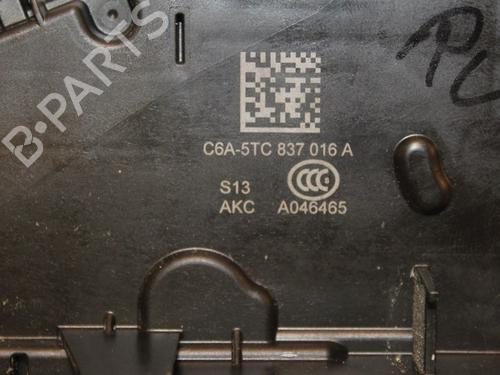 B-PARTS
C6A-5TC 837 016 A
S13
CCC
AKC A046465